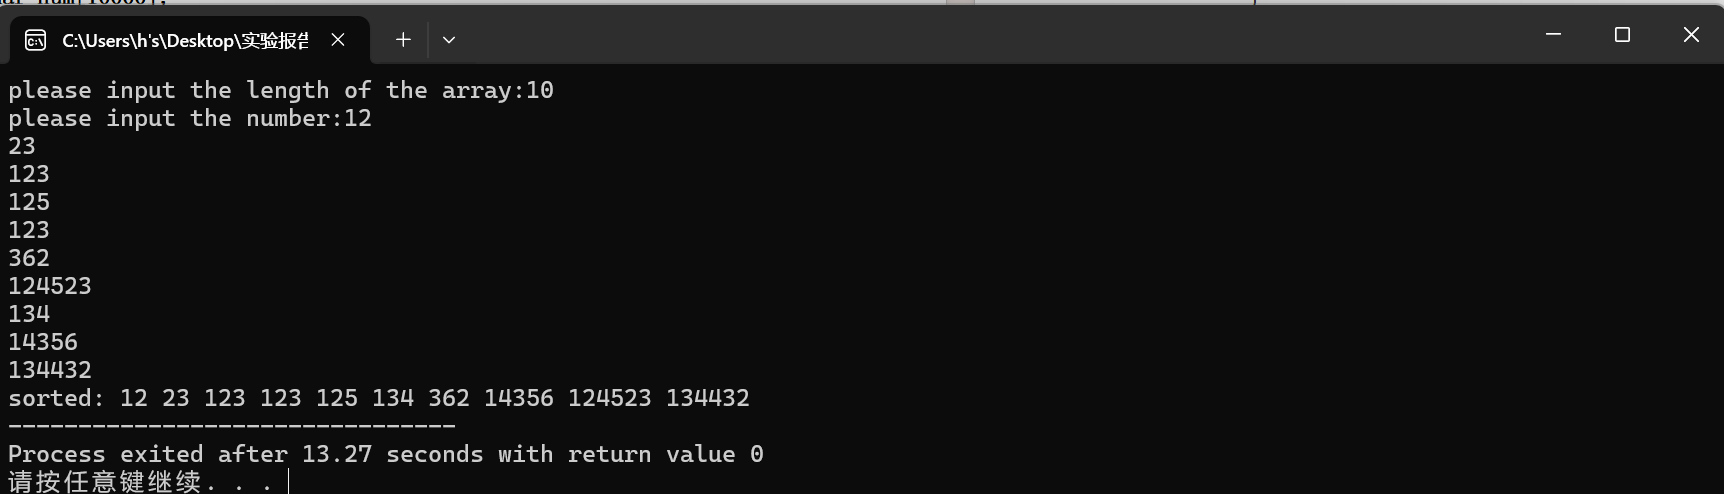 C:\Users\h's\Desktop\实验报告
please input the length of the array:10
please input the number:12
23
123
125
123
362
124523
134
14356
134432
sorted: 12 23 123 123 125 134 362 14356 124523 134432
--------------------------------
Process exited after 13.27 seconds with return value 0
请按任意键继续. . .